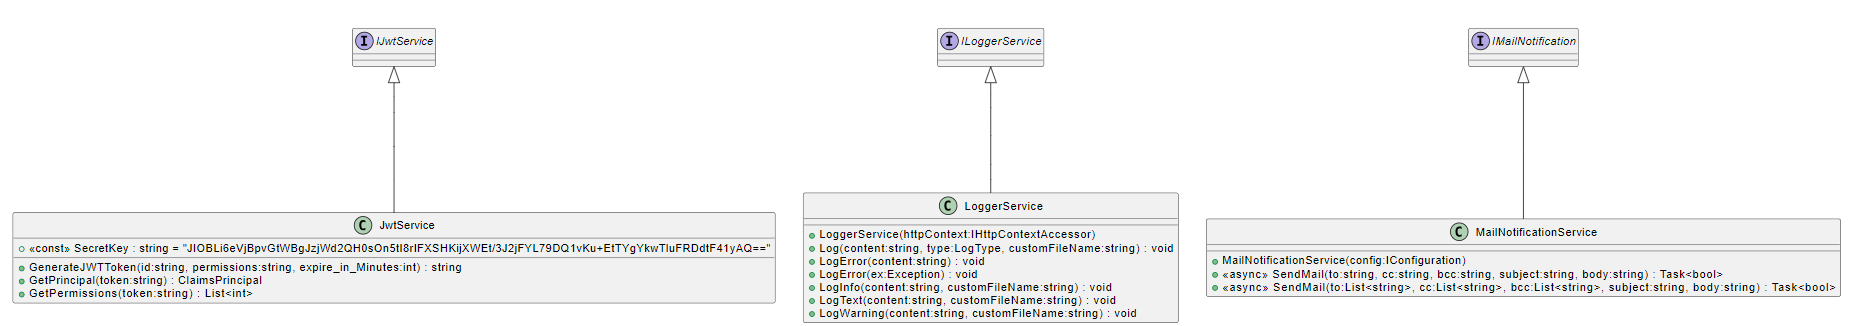 I IJwtService
I ILoggerService
I IMailNotification
C JwtService
«const» SecretKey : string = "JIOBLi6eVjBpvGtWBgJzjWd2QH0sOn5tI8rIFXSHKijXWEt/3J2jFYL79DQ1vKu+EtTYgYkwTluFRDdtF41yAQ=="
GenerateJWTToken(id:string, permissions:string, expire_in_Minutes:int) : string
GetPrincipal(token:string) : ClaimsPrincipal
GetPermissions(token:string) : List<int>
C LoggerService
LoggerService(httpContext:IHttpContextAccessor)
Log(content:string, type:LogType, customFileName:string) : void
LogError(content:string) : void
LogError(ex:Exception) : void
LogInfo(content:string, customFileName:string) : void
LogText(content:string, customFileName:string) : void
LogWarning(content:string, customFileName:string) : void
C MailNotificationService
MailNotificationService(config:IConfiguration)
«async» SendMail(to:string, cc:string, bcc:string, subject:string, body:string) : Task<bool>
«async» SendMail(to:List<string>, cc:List<string>, bcc:List<string>, subject:string, body:string) : Task<bool>